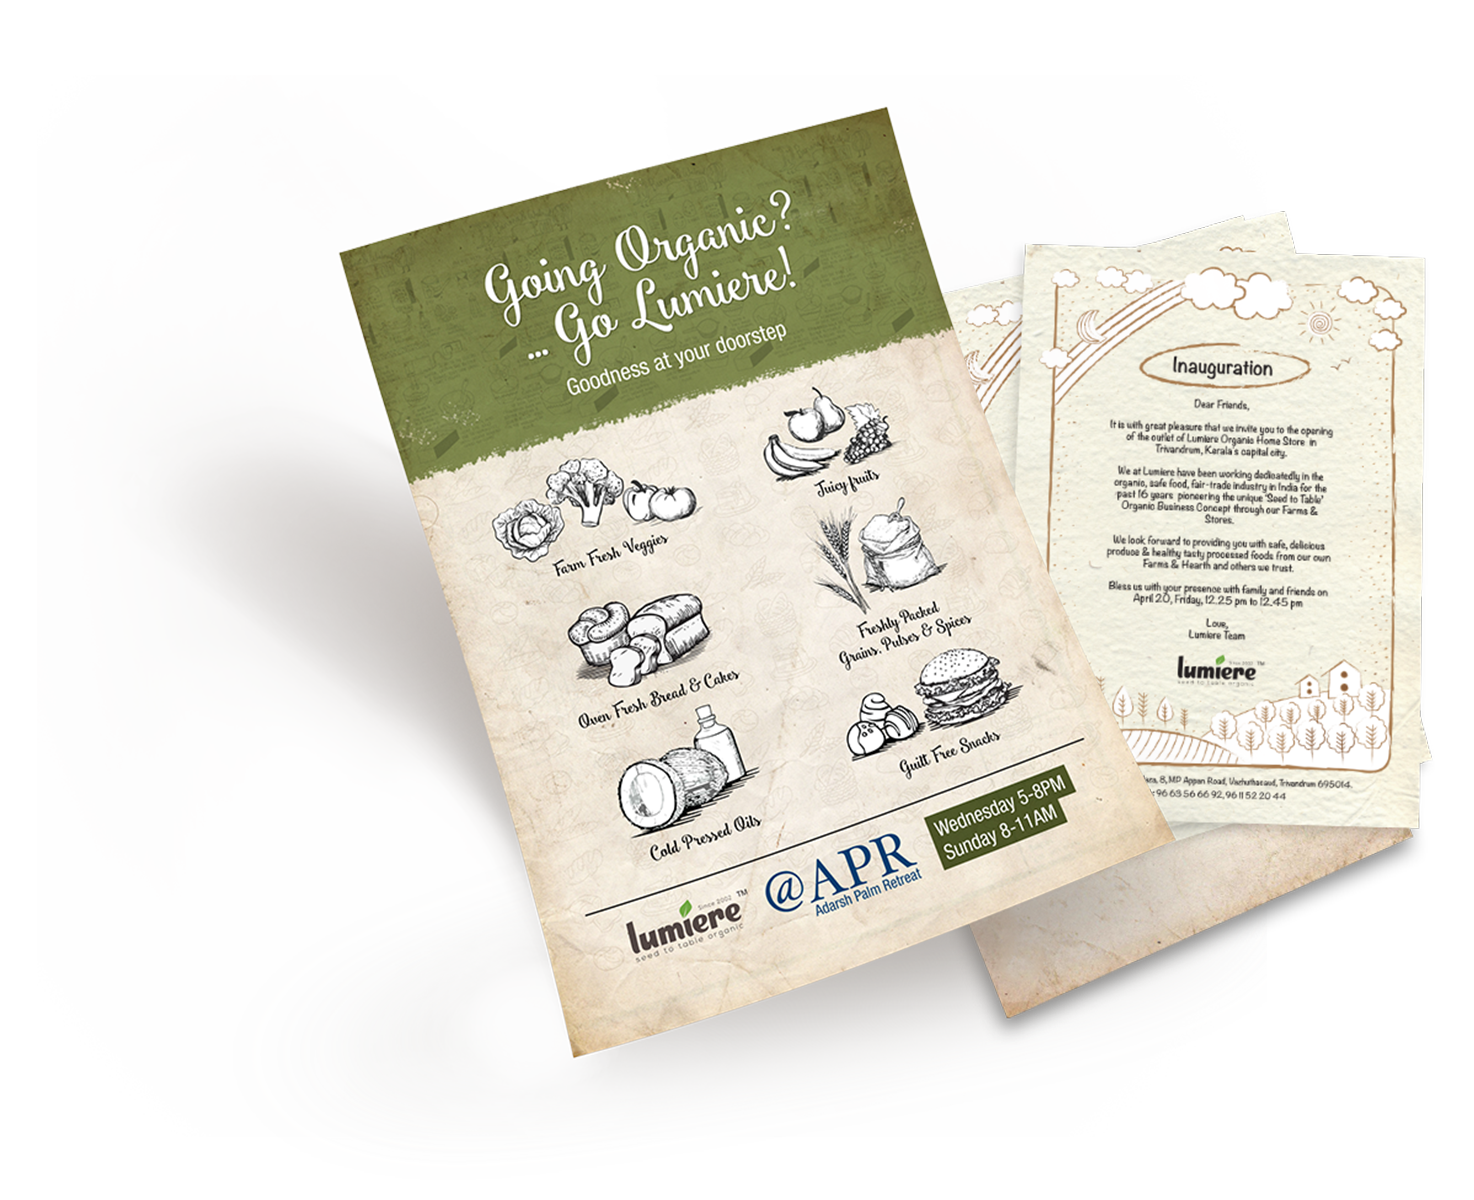 Going Organic?
... Go Lumiere!
Goodness at your doorstep
Juicy fruits
Farm Fresh Veggies
Freshly Packed
Grains, Pulses & Spices
Oven Fresh Bread & Cakes
Guilt Free Snacks
Cold Pressed Oils
Since 2002 TM
lumiere
seed to table organic
@APR
Adarsh Palm Retreat
Wednesday 5-8PM
Sunday 8-11AM
Inauguration
Dear Friends,
It is with great pleasure that we invite you to the opening
of the outlet of Lumiere Organic Home Store in
Trivandrum, Kerala's capital city.
We at Lumiere have been working dedicatedly in the
organic, safe food, fair-trade industry in India for the
past 16 years pioneering the unique 'Seed to Table'
Organic Business Concept through our Farms &
Stores.
We look forward to providing you with safe, delicious
produce & healthy tasty processed foods from our own
Farms & Hearth and others we trust.
Bless us with your presence with family and friends on
April 20, Friday, 12.25 pm to 12.45 pm
Love,
Lumiere Team
Since 2002 TM
lumiere
seed to table organic
8, MP Appan Road, Vazhuthacaud, Trivandrum 695014.
96 63 56 66 92, 96 11 52 20 44